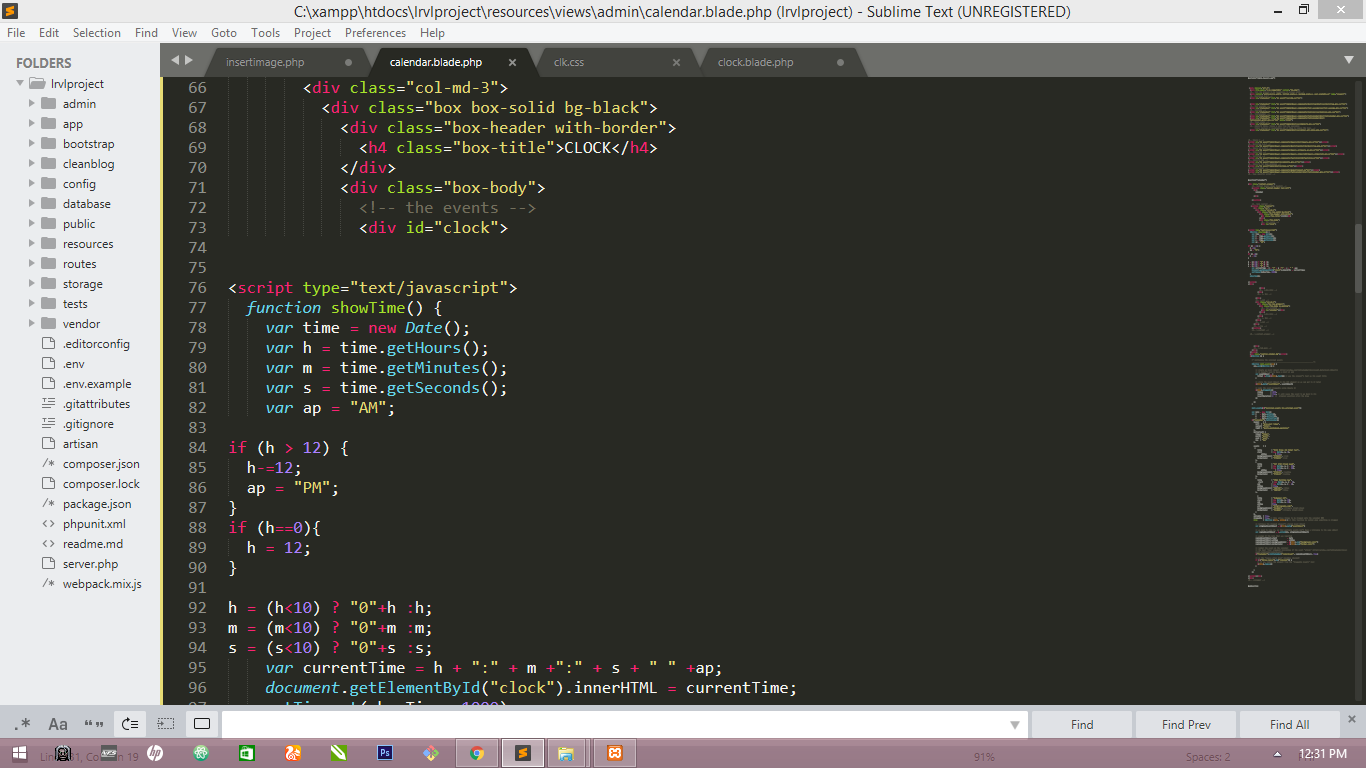 C:\xampp\htdocs\lrvlproject\resources\views\admin\calendar.blade.php (lrvlproject) - Sublime Text (UNREGISTERED)
File Edit Selection Find View Goto Tools Project Preferences Help
FOLDERS
lrvlproject
admin
app
bootstrap
cleanblog
config
database
public
resources
routes
storage
tests
vendor
.editorconfig
.env
.env.example
.gitattributes
.gitignore
artisan
composer.json
composer.lock
package.json
phpunit.xml
readme.md
server.php
webpack.mix.js
insertimage.php calendar.blade.php clk.css clock.blade.php
66 <div class="col-md-3">
67 <div class="box box-solid bg-black">
68 <div class="box-header with-border">
69 <h4 class="box-title">CLOCK</h4>
70 </div>
71 <div class="box-body">
72 <!-- the events -->
73 <div id="clock">
74
75
76 <script type="text/javascript">
77 function showTime() {
78 var time = new Date();
79 var h = time.getHours();
80 var m = time.getMinutes();
81 var s = time.getSeconds();
82 var ap = "AM";
83
84 if (h > 12) {
85 h-=12;
86 ap = "PM";
87 }
88 if (h==0){
89 h = 12;
90 }
91
92 h = (h<10) ? "0"+h :h;
93 m = (m<10) ? "0"+m :m;
94 s = (s<10) ? "0"+s :s;
95 var currentTime = h + ":" + m +":" + s + " " +ap;
96 document.getElementById("clock").innerHTML = currentTime;
.* Aa “” Find Find Prev Find All
91% Spaces: 2 12:31 PM